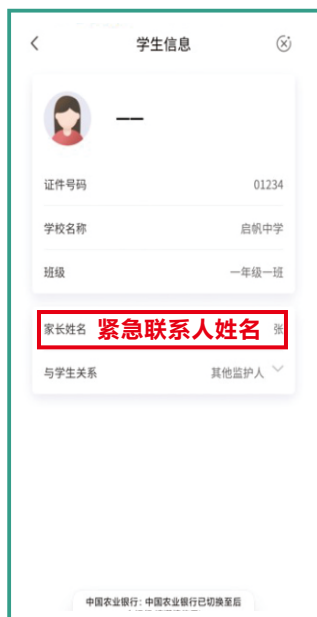 学生信息
一一
证件号码 01234
学校名称 启帆中学
班级 一年级一班
家长姓名 紧急联系人姓名 张
与学生关系 其他监护人
中国农业银行：中国农业银行已切换至后